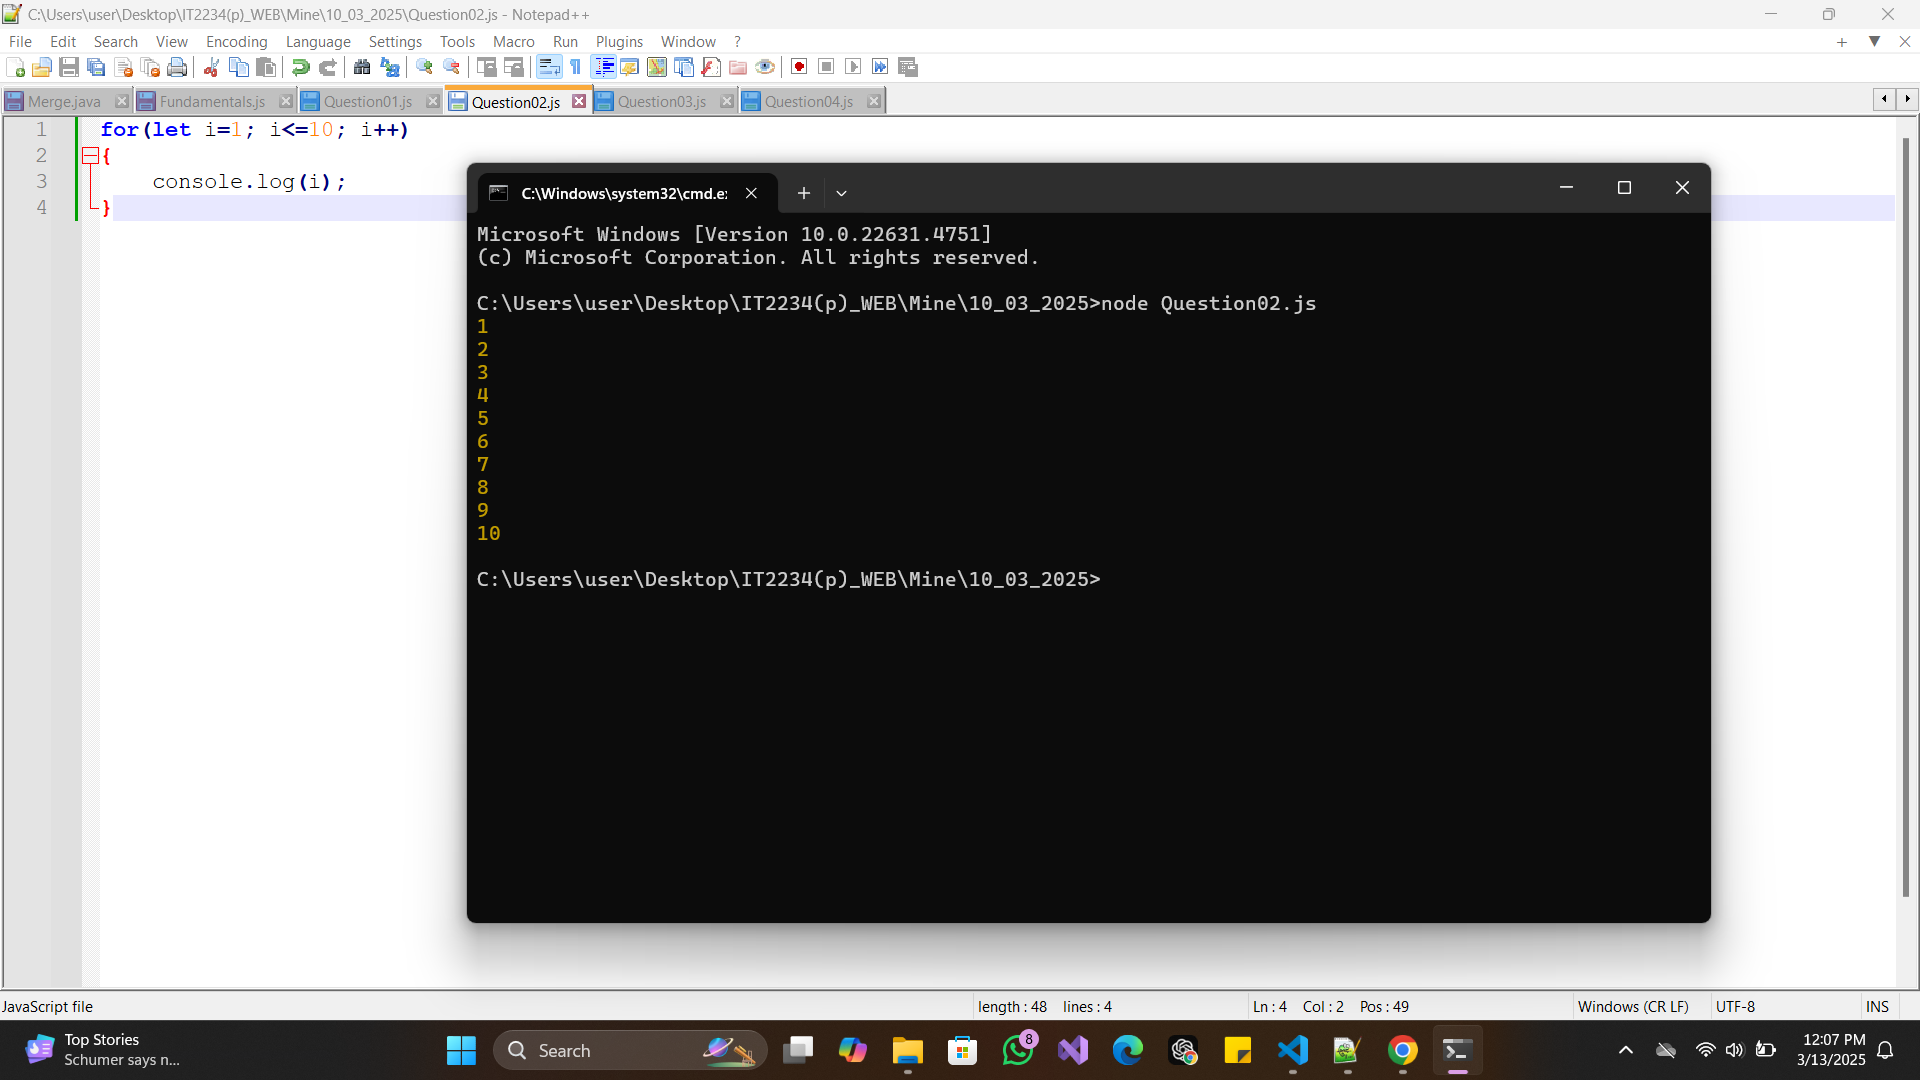 C:\Users\user\Desktop\IT2234(p)_WEB\Mine\10_03_2025\Question02.js - Notepad++
File Edit Search View Encoding Language Settings Tools Macro Run Plugins Window ?
Merge.java Fundamentals.js Question01.js Question02.js Question03.js Question04.js
1 for(let i=1; i<=10; i++)
2 {
3 console.log(i);
4 }
C:\Windows\system32\cmd.e
Microsoft Windows [Version 10.0.22631.4751]
(c) Microsoft Corporation. All rights reserved.
C:\Users\user\Desktop\IT2234(p)_WEB\Mine\10_03_2025>node Question02.js
1
2
3
4
5
6
7
8
9
10
C:\Users\user\Desktop\IT2234(p)_WEB\Mine\10_03_2025>
JavaScript file length : 48 lines : 4 Ln : 4 Col : 2 Pos : 49 Windows (CR LF) UTF-8 INS
Top Stories
Schumer says n...
Search
8
12:07 PM
3/13/2025